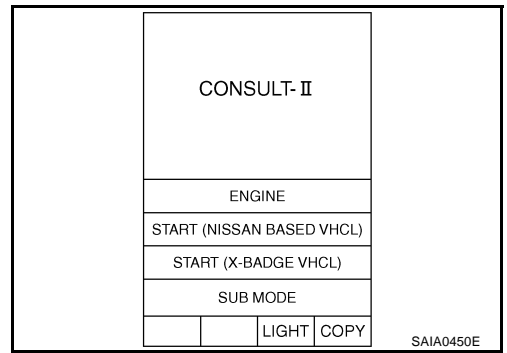 CONSULT-II
ENGINE
START (NISSAN BASED VHCL)
START (X-BADGE VHCL)
SUB MODE
LIGHT COPY
SAIA0450E